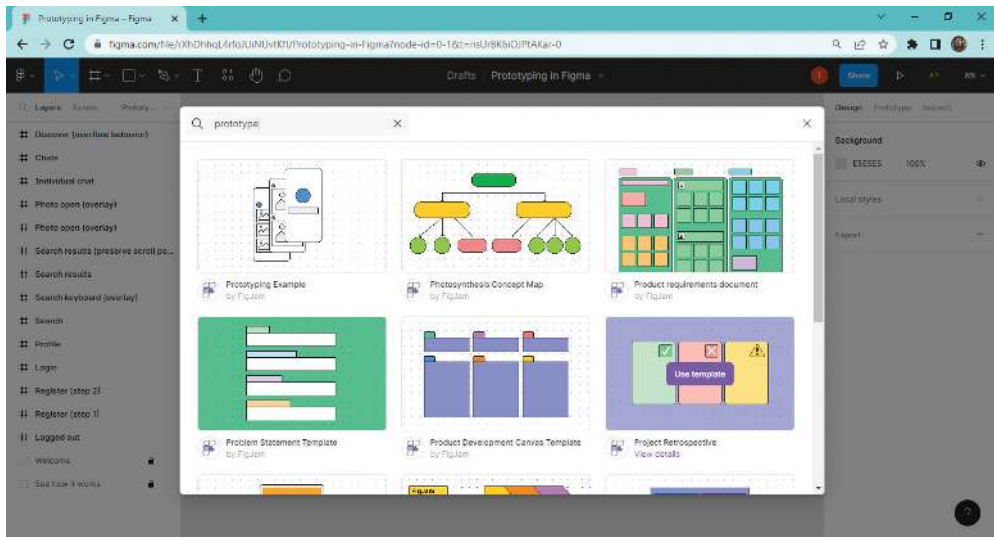 Prototyping in Figma – Figma
Drafts / Prototyping in Figma
Share
Layers Assets
Design Prototype Inspect
prototype
Discover (overflow behavior)
Chats
Individual chat
Photo open (overlay)
Photo open (overlay)
Search results (preserve scroll po...
Search results
Search keyboard (overlay)
Search
Profile
Login
Register (step 2)
Register (step 1)
Logged out
Welcome
See how it works
Prototyping Example
by FigJam
Photosynthesis Concept Map
by FigJam
Product requirements document
by FigJam
Use template
Problem Statement Template
by FigJam
Product Development Canvas Template
by FigJam
Project Retrospective
View details
FigJam
Background
E5E5E5 100%
Local styles
Export
?